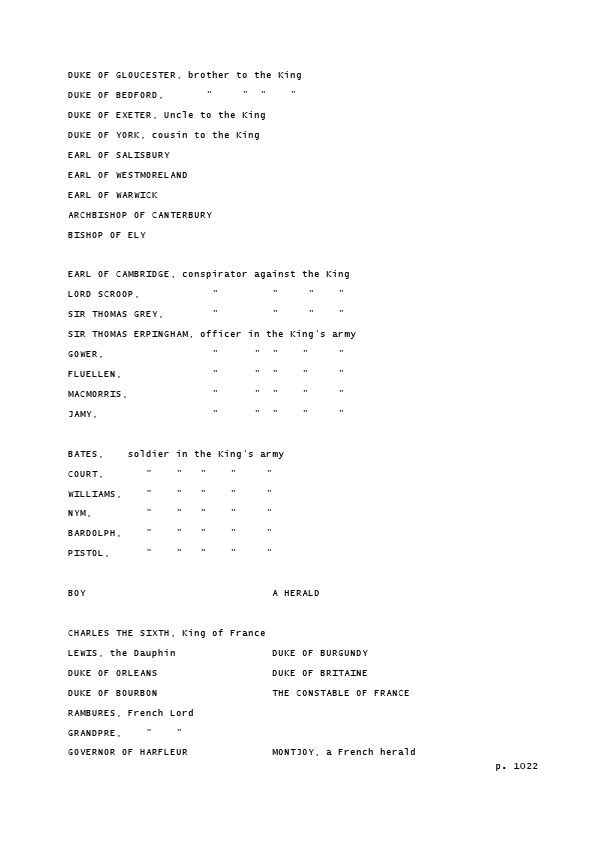 DUKE OF GLOUCESTER, brother to the King
DUKE OF BEDFORD, " " " "
DUKE OF EXETER, Uncle to the King
DUKE OF YORK, cousin to the King
EARL OF SALISBURY
EARL OF WESTMORELAND
EARL OF WARWICK
ARCHBISHOP OF CANTERBURY
BISHOP OF ELY
EARL OF CAMBRIDGE, conspirator against the King
LORD SCROOP, " " " "
SIR THOMAS GREY, " " " "
SIR THOMAS ERPINGHAM, officer in the King's army
GOWER, " " " " "
FLUELLEN, " " " " "
MACMORRIS, " " " " "
JAMY, " " " " "
BATES, soldier in the King's army
COURT, " " " " "
WILLIAMS, " " " " "
NYM, " " " " "
BARDOLPH, " " " " "
PISTOL, " " " " "
BOY A HERALD
CHARLES THE SIXTH, King of France
LEWIS, the Dauphin DUKE OF BURGUNDY
DUKE OF ORLEANS DUKE OF BRITAINE
DUKE OF BOURBON THE CONSTABLE OF FRANCE
RAMBURES, French Lord
GRANDPRE, " "
GOVERNOR OF HARFLEUR MONTJOY, a French herald
p. 1022